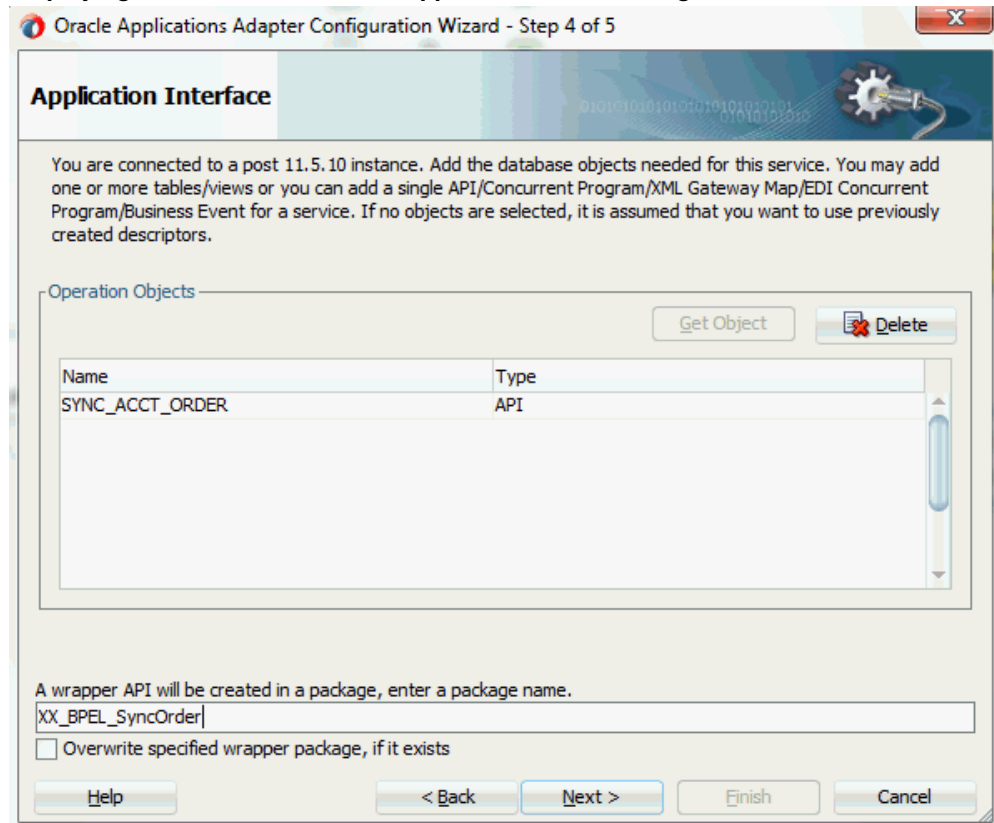 Oracle Applications Adapter Configuration Wizard - Step 4 of 5
Application Interface
You are connected to a post 11.5.10 instance. Add the database objects needed for this service. You may add
one or more tables/views or you can add a single API/Concurrent Program/XML Gateway Map/EDI Concurrent
Program/Business Event for a service. If no objects are selected, it is assumed that you want to use previously
created descriptors.
Operation Objects
Get Object Delete
Name Type
SYNC_ACCT_ORDER API
A wrapper API will be created in a package, enter a package name.
XX_BPEL_SyncOrder
Overwrite specified wrapper package, if it exists
Help < Back Next > Finish Cancel